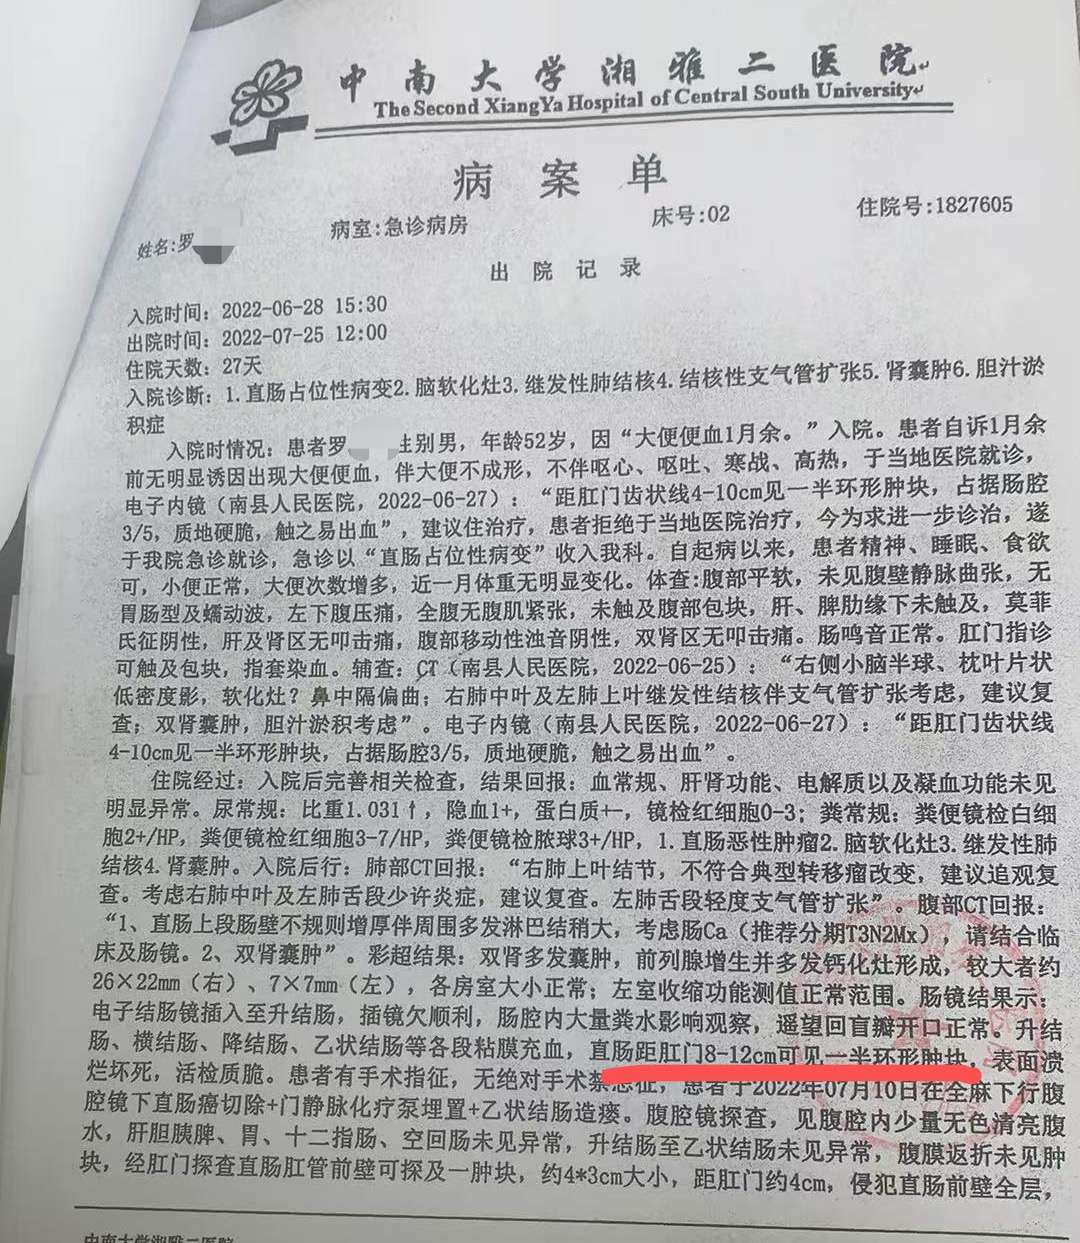 中南大学湘雅二医院
The Second XiangYa Hospital of Central South University
病案单
姓名:罗 病室:急诊病房 床号:02 住院号:1827605
出院记录
入院时间：2022-06-28 15:30
出院时间：2022-07-25 12:00
住院天数：27天
入院诊断：1.直肠占位性病变2.脑软化灶3.继发性肺结核4.结核性支气管扩张5.肾囊肿6.胆汁淤
积症
入院时情况：患者罗 性别男，年龄52岁，因“大便便血1月余。”入院。患者自诉1月余
前无明显诱因出现大便便血，伴大便不成形，不伴呕心、呕吐、寒战、高热，于当地医院就诊，
电子内镜（南县人民医院，2022-06-27）：“距肛门齿状线4-10cm见一半环形肿块，占据肠腔
3/5，质地硬脆，触之易出血”，建议住治疗，患者拒绝于当地医院治疗，今为求进一步诊治，遂
于我院急诊就诊，急诊以“直肠占位性病变”收入我科。自起病以来，患者精神、睡眠、食欲
可，小便正常，大便次数增多，近一月体重无明显变化。体查:腹部平软，未见腹壁静脉曲张，无
胃肠型及蠕动波，左下腹压痛，全腹无腹肌紧张，未触及腹部包块，肝、脾肋缘下未触及，莫菲
氏征阴性，肝及肾区无叩击痛，腹部移动性浊音阴性，双肾区无叩击痛。肠鸣音正常。肛门指诊
可触及包块，指套染血。辅查：CT（南县人民医院，2022-06-25）：“右侧小脑半球、枕叶片状
低密度影，软化灶？鼻中隔偏曲；右肺中叶及左肺上叶继发性结核伴支气管扩张考虑，建议复
查；双肾囊肿，胆汁淤积考虑”。电子内镜（南县人民医院，2022-06-27）：“距肛门齿状线
4-10cm见一半环形肿块，占据肠腔3/5，质地硬脆，触之易出血”。
住院经过：入院后完善相关检查，结果回报：血常规、肝肾功能、电解质以及凝血功能未见
明显异常。尿常规：比重1.031↑，隐血1+，蛋白质+-，镜检红细胞0-3；粪常规：粪便镜检白细
胞2+/HP，粪便镜检红细胞3-7/HP，粪便镜检脓球3+/HP，1.直肠恶性肿瘤2.脑软化灶3.继发性肺
结核4.肾囊肿。入院后行：肺部CT回报：“右肺上叶结节，不符合典型转移瘤改变，建议追观复
查。考虑右肺中叶及左肺舌段少许炎症，建议复查。左肺舌段轻度支气管扩张”。腹部CT回报：
“1、直肠上段肠壁不规则增厚伴周围多发淋巴结稍大，考虑肠Ca（推荐分期T3N2Mx），请结合临
床及肠镜。2、双肾囊肿”。彩超结果：双肾多发囊肿，前列腺增生并多发钙化灶形成，较大者约
26×22mm（右）、7×7mm（左），各房室大小正常；左室收缩功能测值正常范围。肠镜结果示：
电子结肠镜插入至升结肠，插镜欠顺利，肠腔内大量粪水影响观察，遥望回盲瓣开口正常。升结
肠、横结肠、降结肠、乙状结肠等各段粘膜充血，直肠距肛门8-12cm可见一半环形肿块，表面溃
烂坏死，活检质脆。患者有手术指征，无绝对手术禁忌征，患者于2022年07月10日在全麻下行腹
腔镜下直肠癌切除+门静脉化疗泵埋置+乙状结肠造瘘。腹腔镜探查，见腹腔内少量无色清亮腹
水，肝胆胰脾、胃、十二指肠、空回肠未见异常，升结肠至乙状结肠未见异常，腹膜返折未见肿
块，经肛门探查直肠肛管前壁可探及一肿块，约4*3cm大小，距肛门约4cm，侵犯直肠前壁全层，
中南大学湘雅二医院